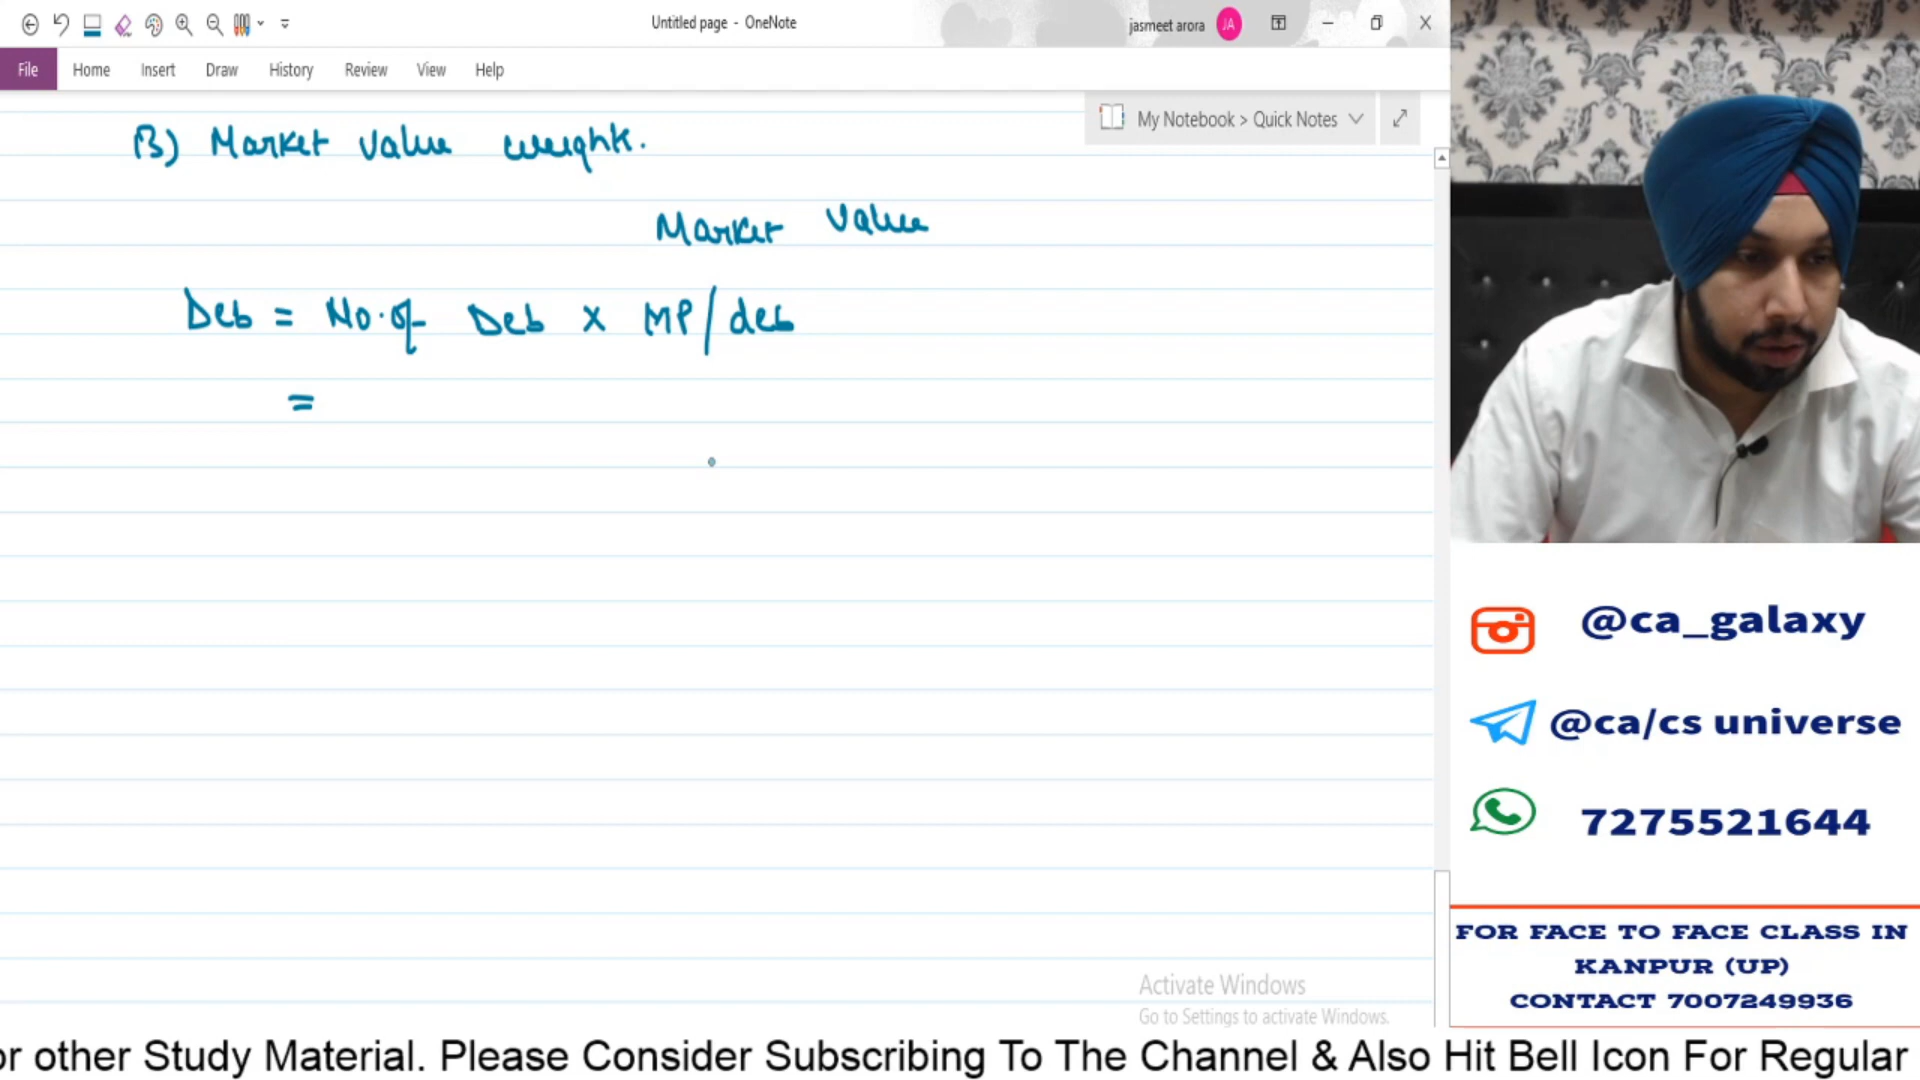 Untitled page - OneNote
jasmeet arora
JA
File Home Insert Draw History Review View Help
My Notebook > Quick Notes
B) Market value weights.
Market value
Deb = No. of Deb x MP/deb
=
@ca_galaxy
@ca/cs universe
7275521644
FOR FACE TO FACE CLASS IN
KANPUR (UP)
CONTACT 7007249936
Activate Windows
Go to Settings to activate Windows.
or other Study Material. Please Consider Subscribing To The Channel & Also Hit Bell Icon For Regular